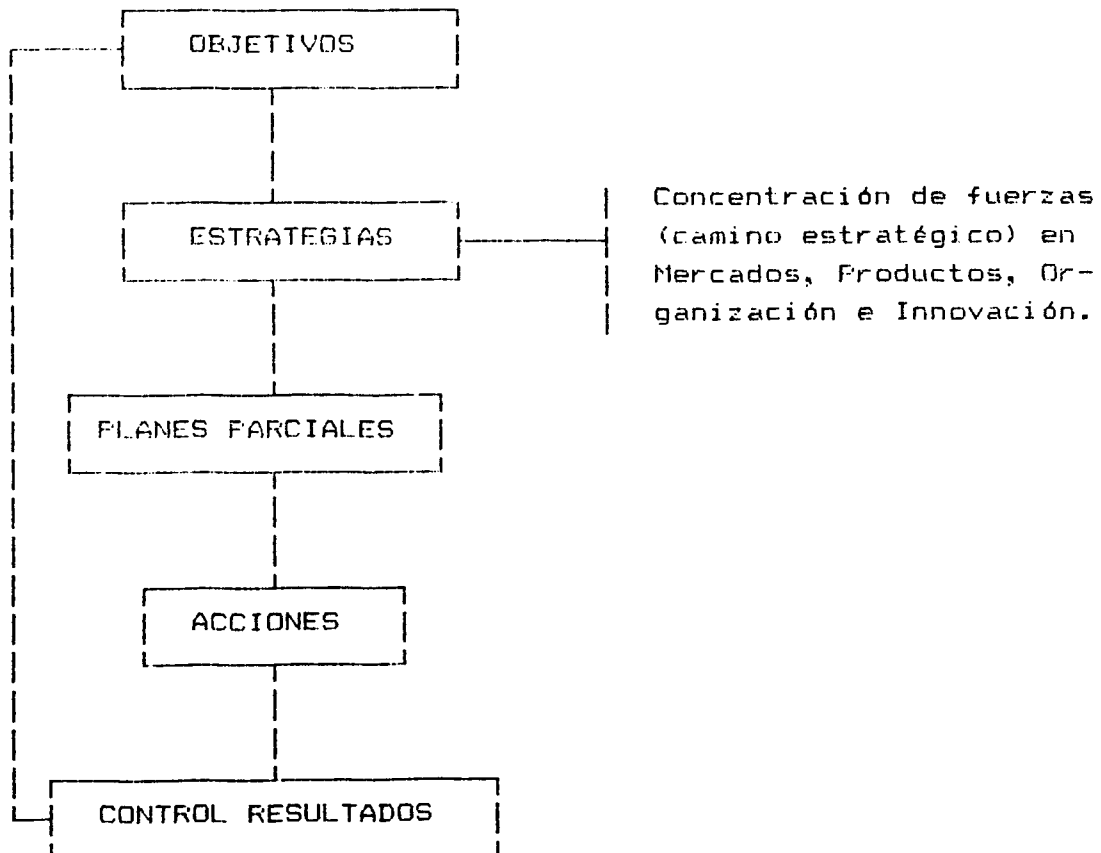 OBJETIVOS
ESTRATEGIAS
Concentración de fuerzas
(camino estratégico) en
Mercados, Productos, Or-
ganización e Innovación.
PLANES PARCIALES
ACCIONES
CONTROL RESULTADOS